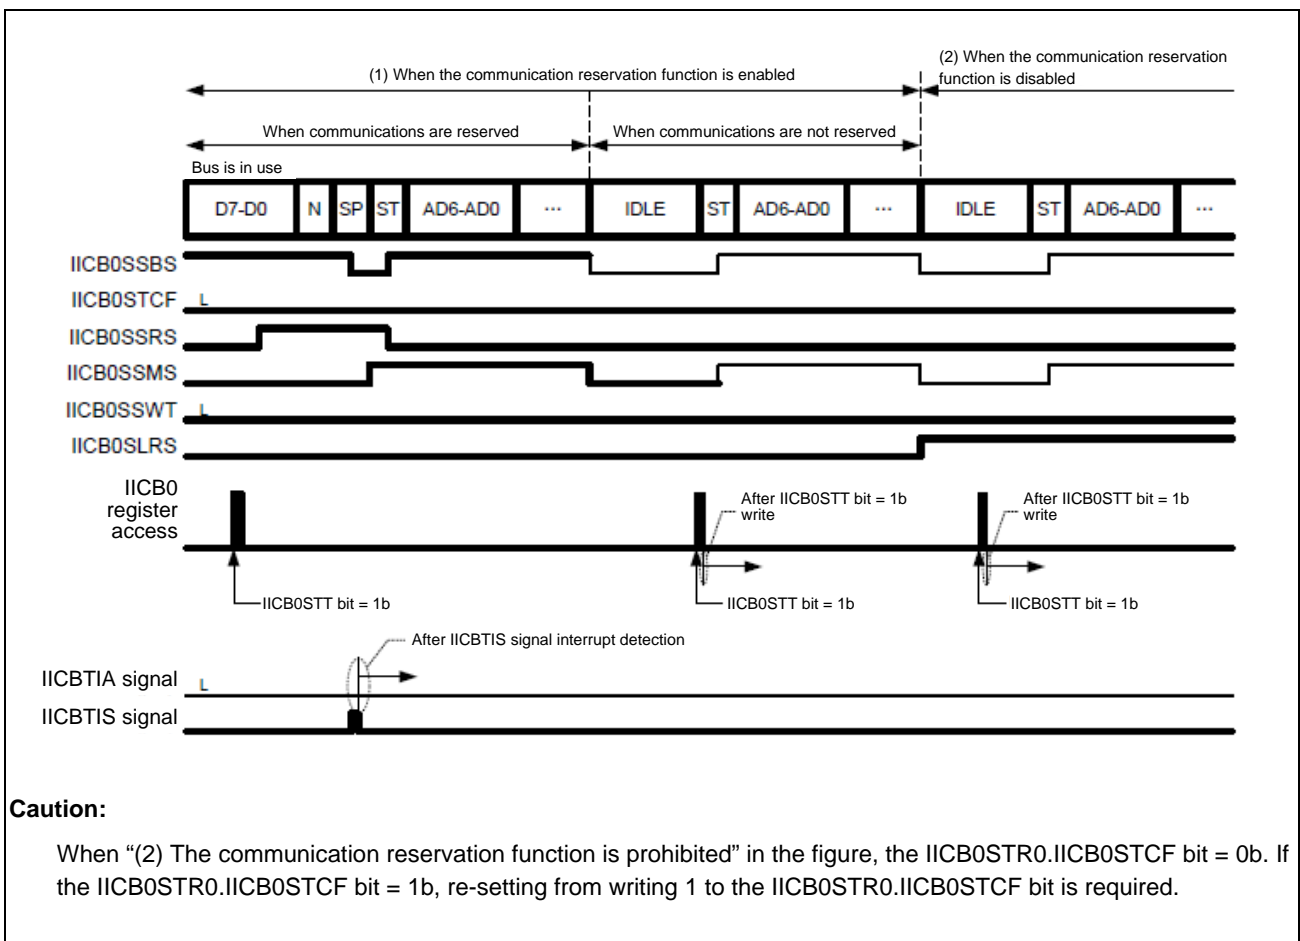 (2) When the communication reservation
(1) When the communication reservation function is enabled
function is disabled
When communications are reserved
When communications are not reserved
Bus is in use
D7-D0 N SP ST AD6-AD0 ... IDLE ST AD6-AD0 ... IDLE ST AD6-AD0 ...
IICB0SSBS
IICB0STCF L
IICB0SSRS
IICB0SSMS
IICB0SSWT L
IICB0SLRS
IICB0
register
access
After IICB0STT bit = 1b
write
After IICB0STT bit = 1b
write
IICB0STT bit = 1b
IICB0STT bit = 1b
IICB0STT bit = 1b
After IICBTIS signal interrupt detection
IICBTIA signal L
IICBTIS signal
Caution:
When “(2) The communication reservation function is prohibited” in the figure, the IICB0STR0.IICB0STCF bit = 0b. If
the IICB0STR0.IICB0STCF bit = 1b, re-setting from writing 1 to the IICB0STR0.IICB0STCF bit is required.